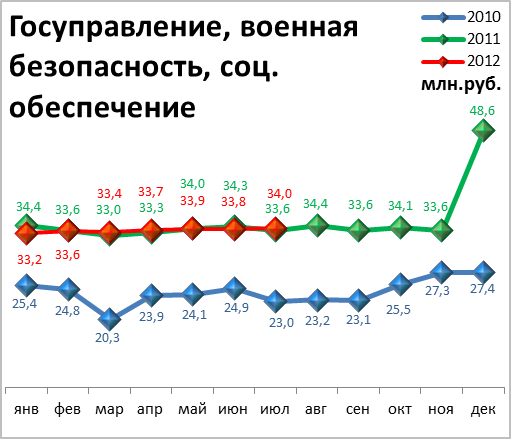 Госуправление, военная
безопасность, соц.
обеспечение
2010
2011
2012
млн.руб.
48,6
34,4 33,6 33,4 33,0 33,7 33,3 34,0 33,9 34,3 33,8 34,0 33,6 34,4 33,6 34,1 33,6
33,2 33,6
25,4 24,8 20,3 23,9 24,1 24,9 23,0 23,2 23,1 25,5 27,3 27,4
янв фев мар апр май июн июл авг сен окт ноя дек